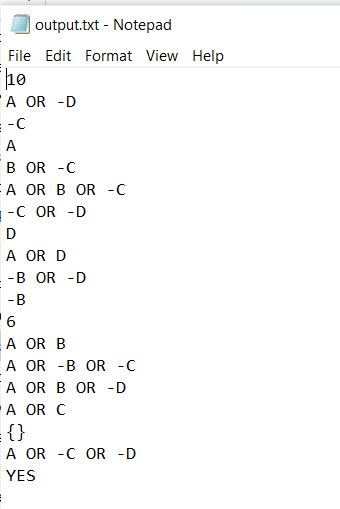 output.txt - Notepad
File Edit Format View Help
10
A OR -D
-C
A
B OR -C
A OR B OR -C
-C OR -D
D
A OR D
-B OR -D
-B
6
A OR B
A OR -B OR -C
A OR B OR -D
A OR C
{}
A OR -C OR -D
YES